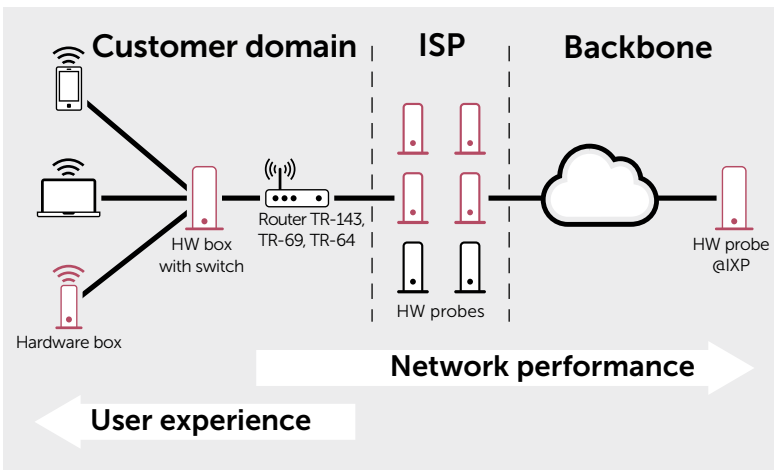 Customer domain
ISP
Backbone
Router TR-143,
TR-69, TR-64
HW box
with switch
HW probe
@IXP
HW probes
Hardware box
Network performance
User experience